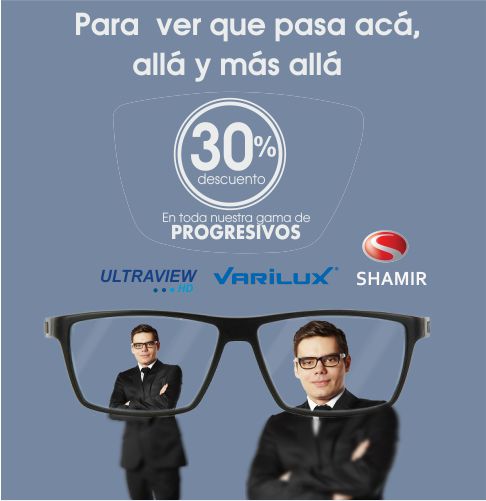 Para ver que pasa acá,
allá y más allá
30%
descuento
En toda nuestra gama de
PROGRESIVOS
ULTRAVIEW
HD
VARILUX®
SHAMIR